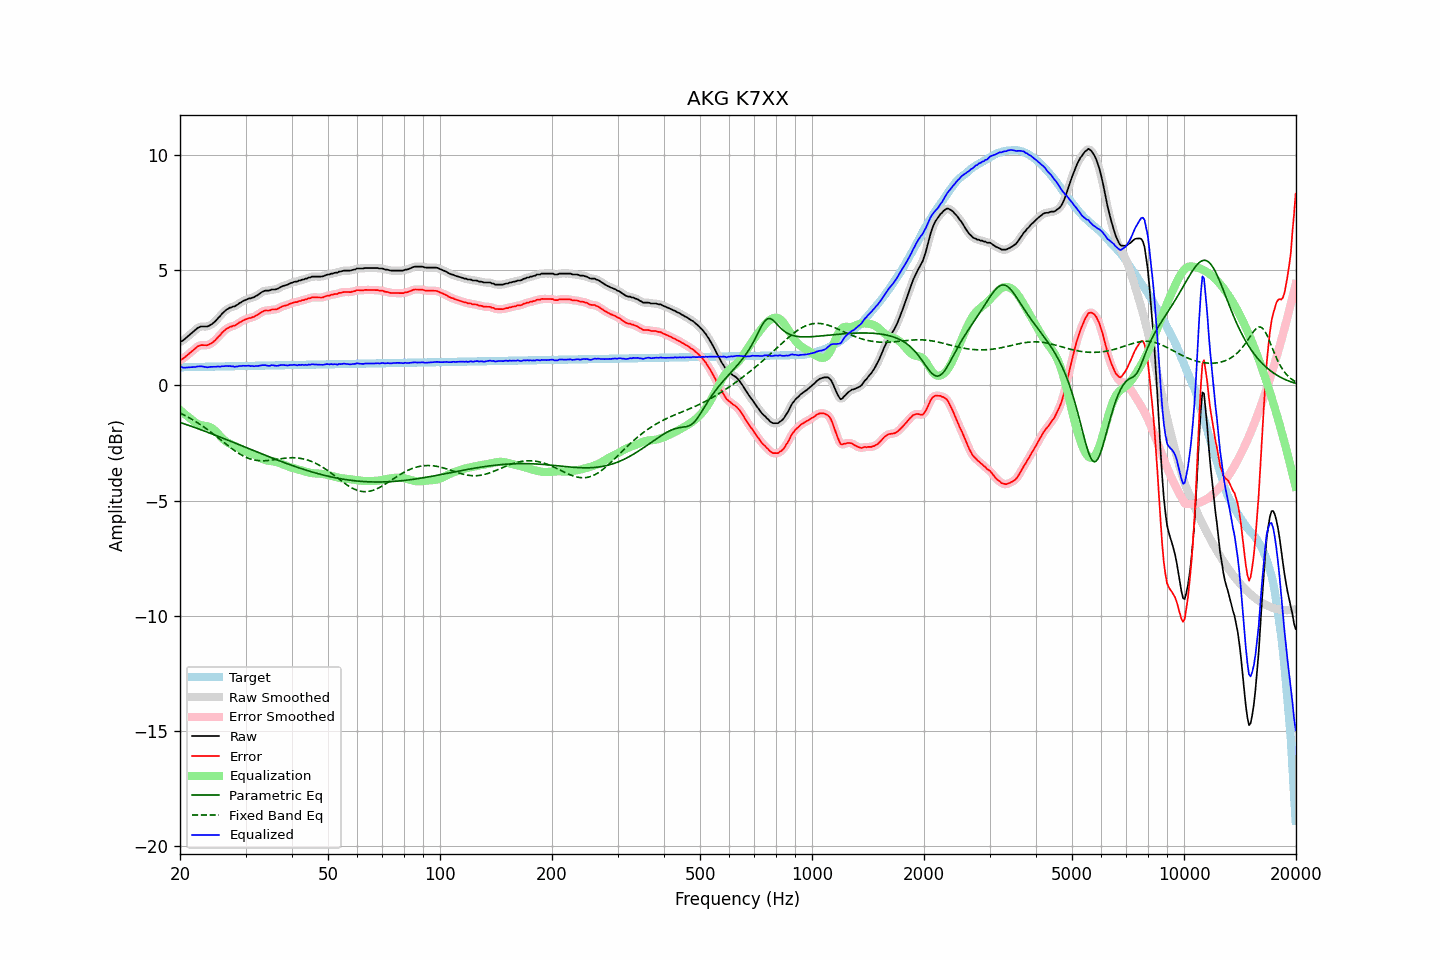 AKG K7XX
Amplitude (dBr)
10
5
0
−5
−10
−15
−20
Target
Raw Smoothed
Error Smoothed
Raw
Error
Equalization
Parametric Eq
Fixed Band Eq
Equalized
20 50 100 200 500 1000 2000 5000 10000 20000
Frequency (Hz)